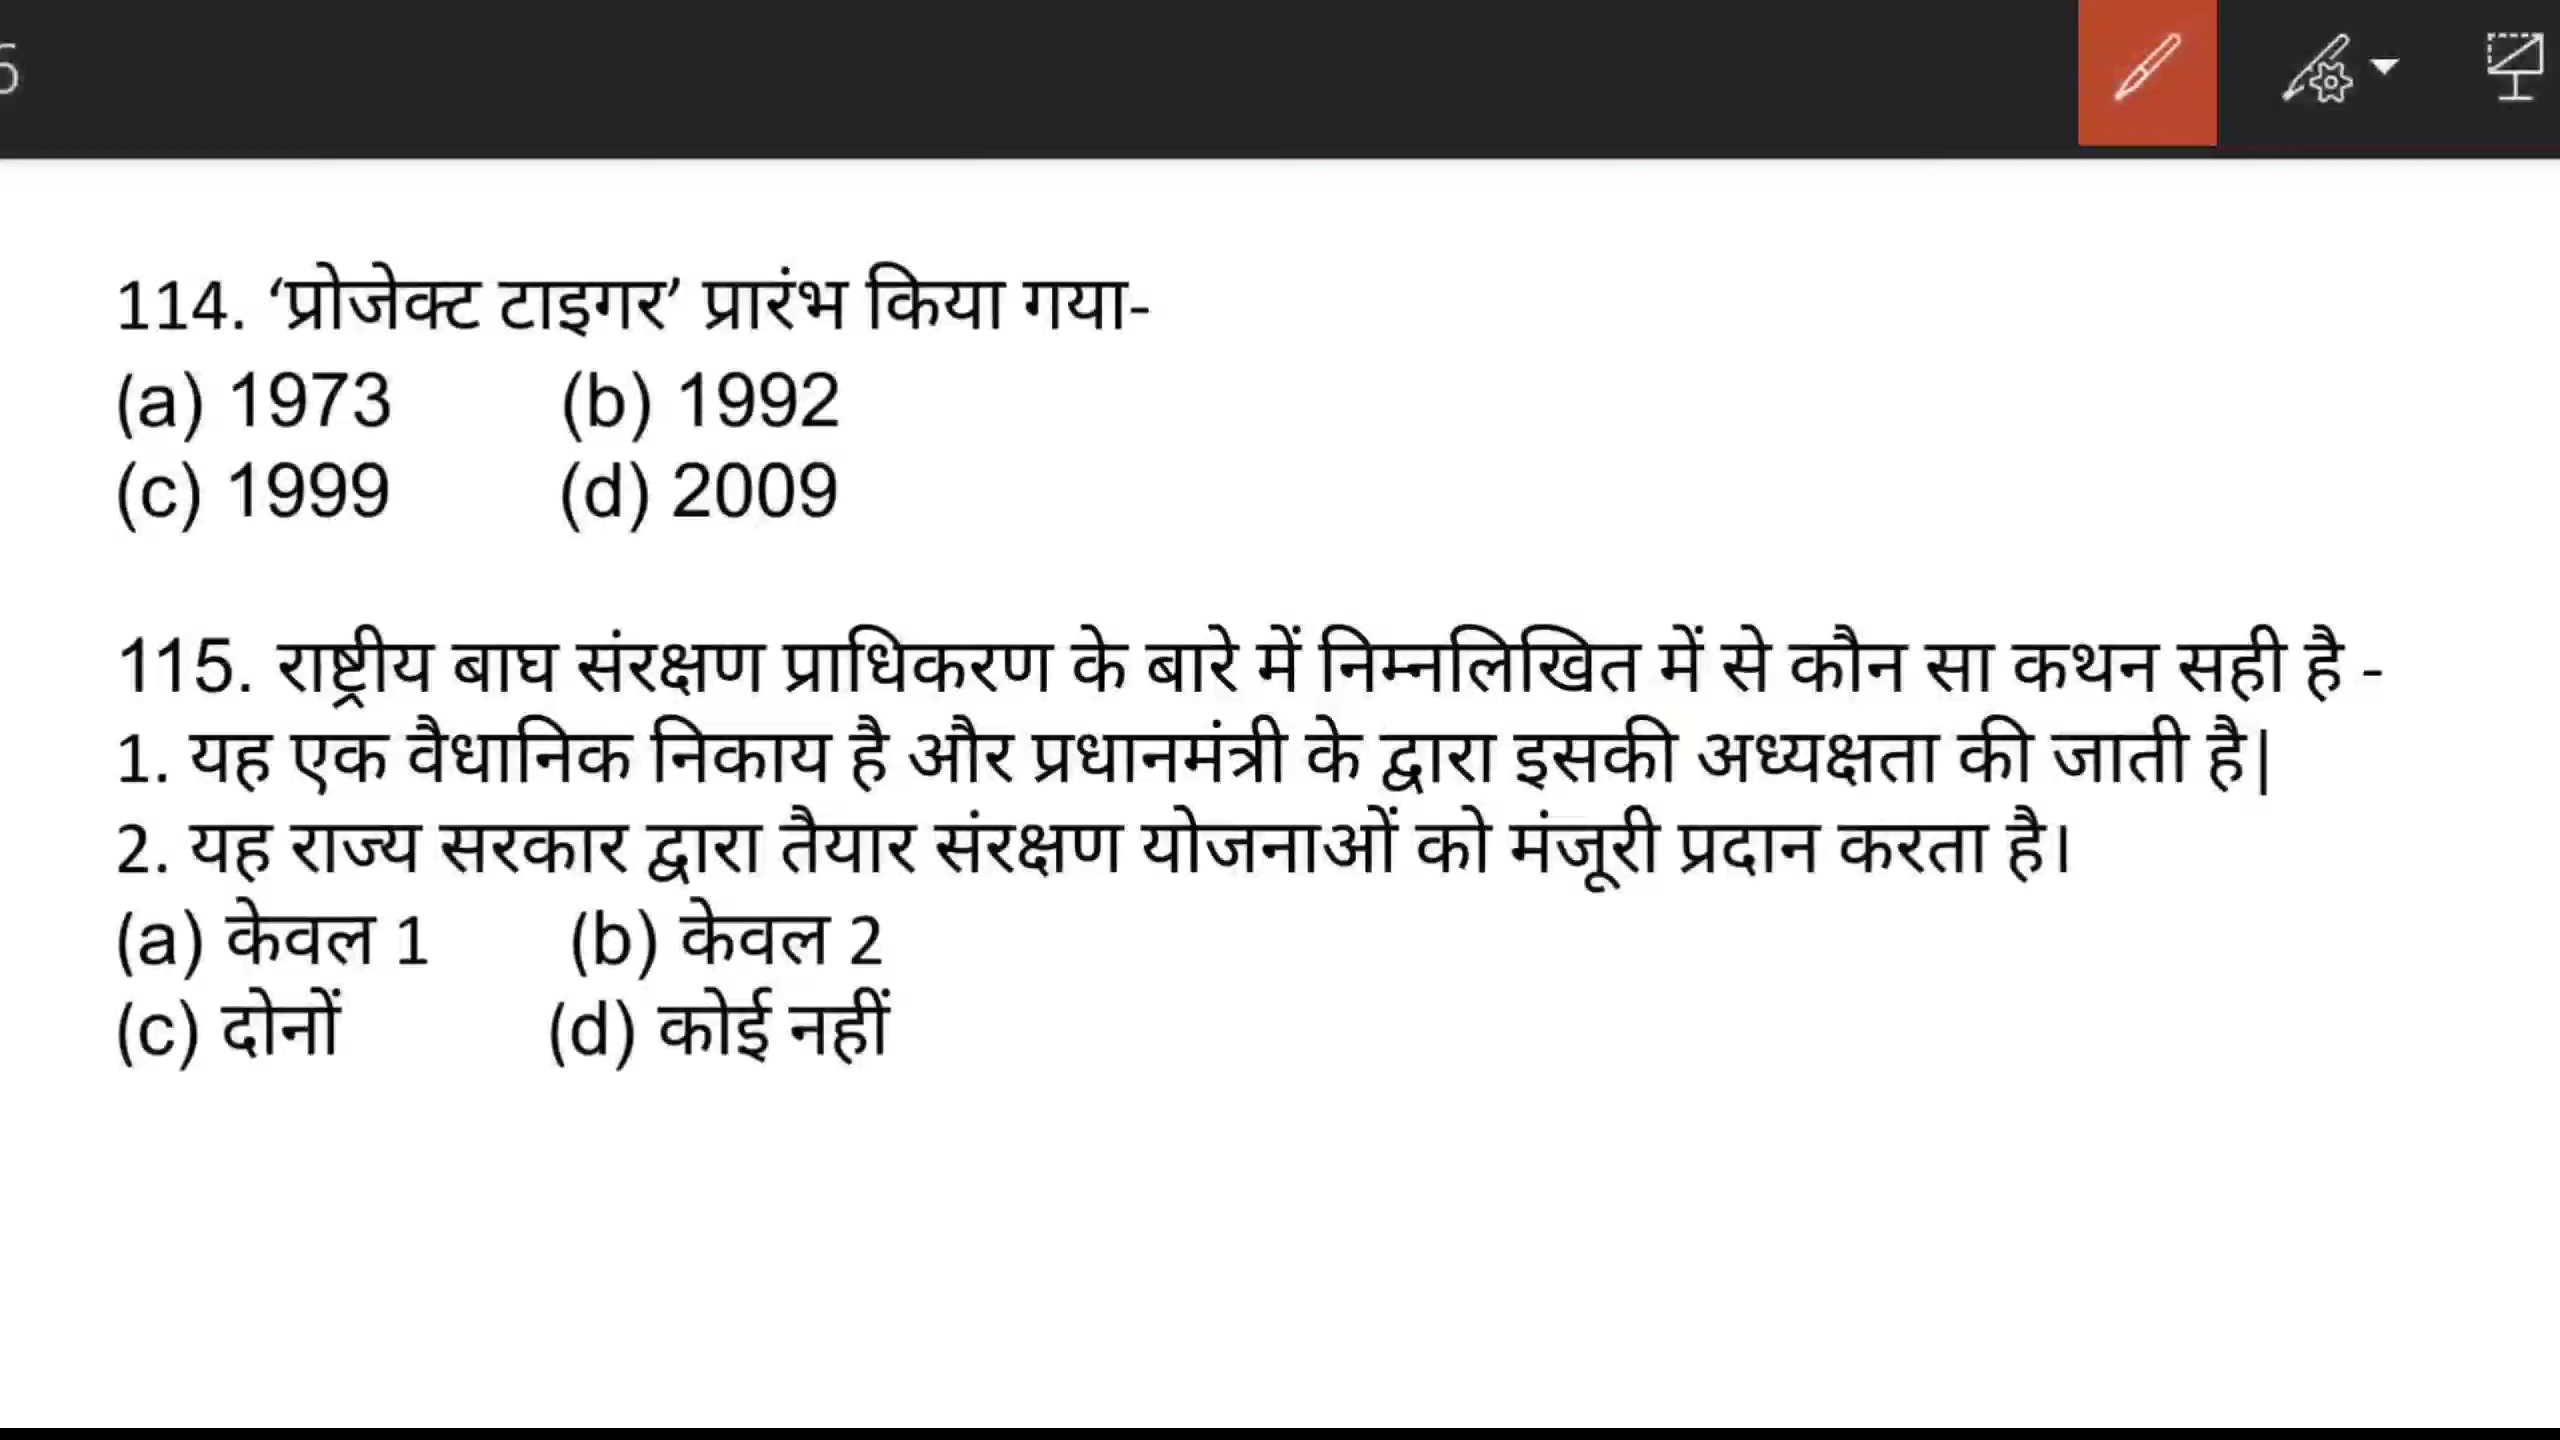 114. ‘प्रोजेक्ट टाइगर’ प्रारंभ किया गया-
(a) 1973 (b) 1992
(c) 1999 (d) 2009
115. राष्ट्रीय बाघ संरक्षण प्राधिकरण के बारे में निम्नलिखित में से कौन सा कथन सही है -
1. यह एक वैधानिक निकाय है और प्रधानमंत्री के द्वारा इसकी अध्यक्षता की जाती है|
2. यह राज्य सरकार द्वारा तैयार संरक्षण योजनाओं को मंजूरी प्रदान करता है।
(a) केवल 1 (b) केवल 2
(c) दोनों (d) कोई नहीं